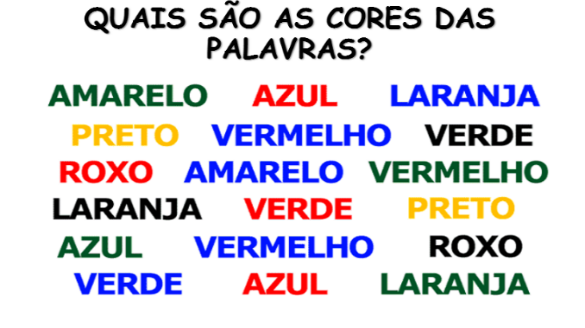 QUAIS SÃO AS CORES DAS
PALAVRAS?
AMARELO AZUL LARANJA
PRETO VERMELHO VERDE
ROXO AMARELO VERMELHO
LARANJA VERDE PRETO
AZUL VERMELHO ROXO
VERDE AZUL LARANJA